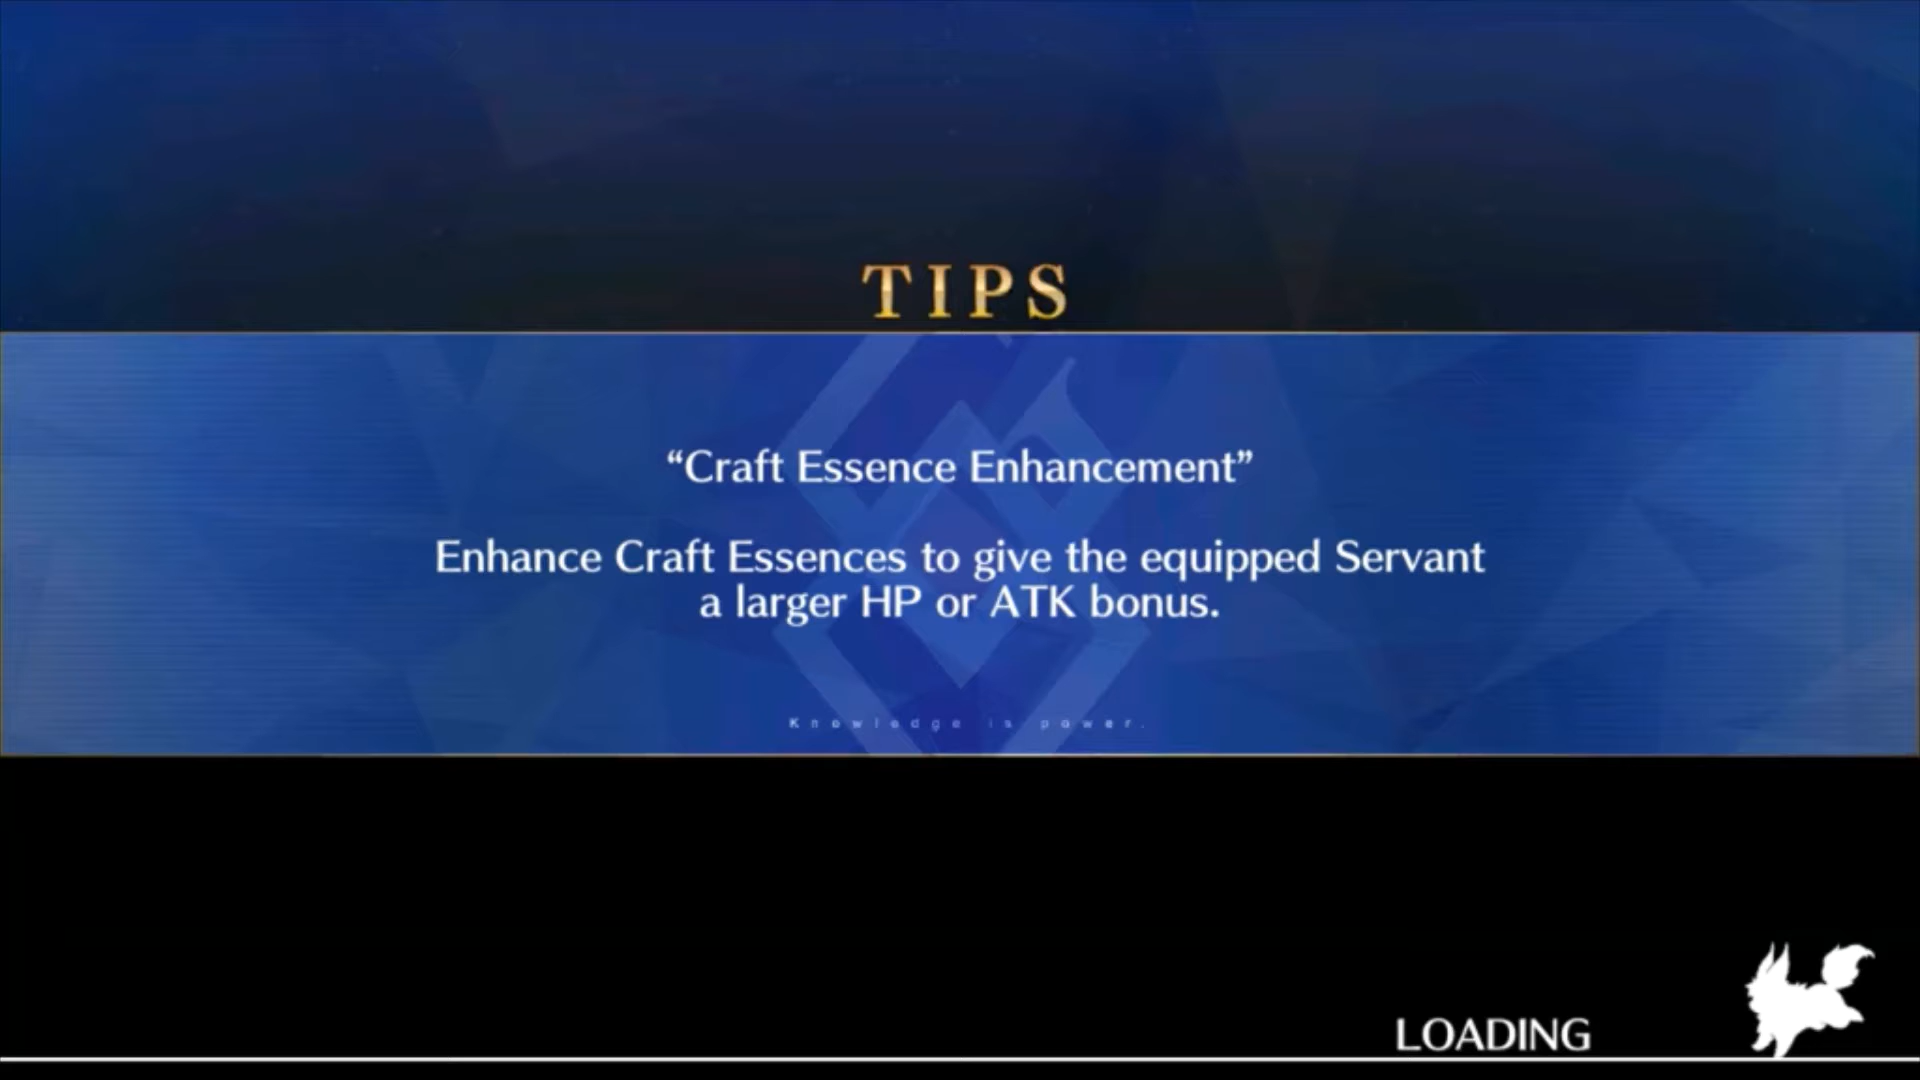 TIPS
“Craft Essence Enhancement”
Enhance Craft Essences to give the equipped Servant
a larger HP or ATK bonus.
Knowledge is power.
LOADING